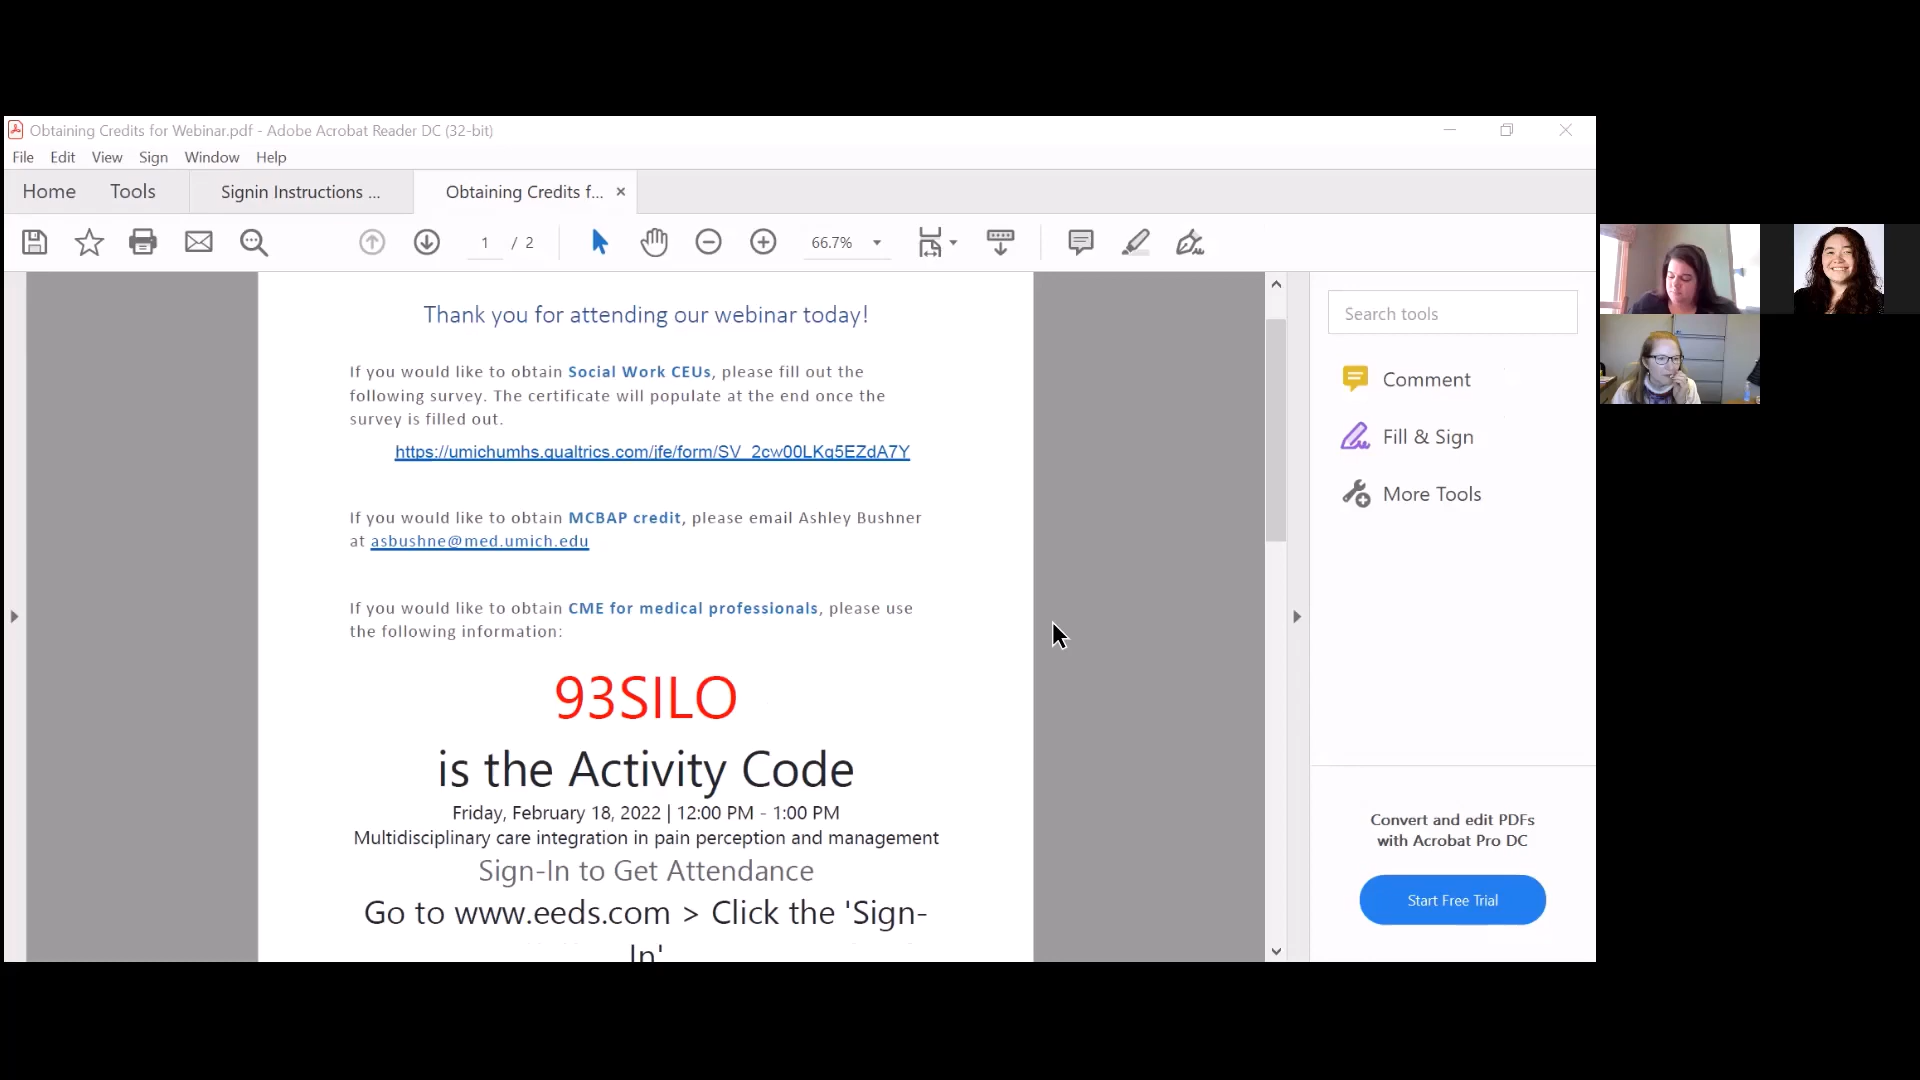 Obtaining Credits for Webinar.pdf - Adobe Acrobat Reader DC (32-bit)
File Edit View Sign Window Help
Home Tools Signin Instructions ... Obtaining Credits f... ×
1 / 2 66.7%
Thank you for attending our webinar today!
If you would like to obtain Social Work CEUs, please fill out the
following survey. The certificate will populate at the end once the
survey is filled out.
https://umichumhs.qualtrics.com/jfe/form/SV_2cw00LKq5EZdA7Y
If you would like to obtain MCBAP credit, please email Ashley Bushner
at asbushne@med.umich.edu
If you would like to obtain CME for medical professionals, please use
the following information:
93SILO
is the Activity Code
Friday, February 18, 2022 | 12:00 PM - 1:00 PM
Multidisciplinary care integration in pain perception and management
Sign-In to Get Attendance
Go to www.eeds.com > Click the 'Sign-
In'
Search tools
Comment
Fill & Sign
More Tools
Convert and edit PDFs
with Acrobat Pro DC
Start Free Trial